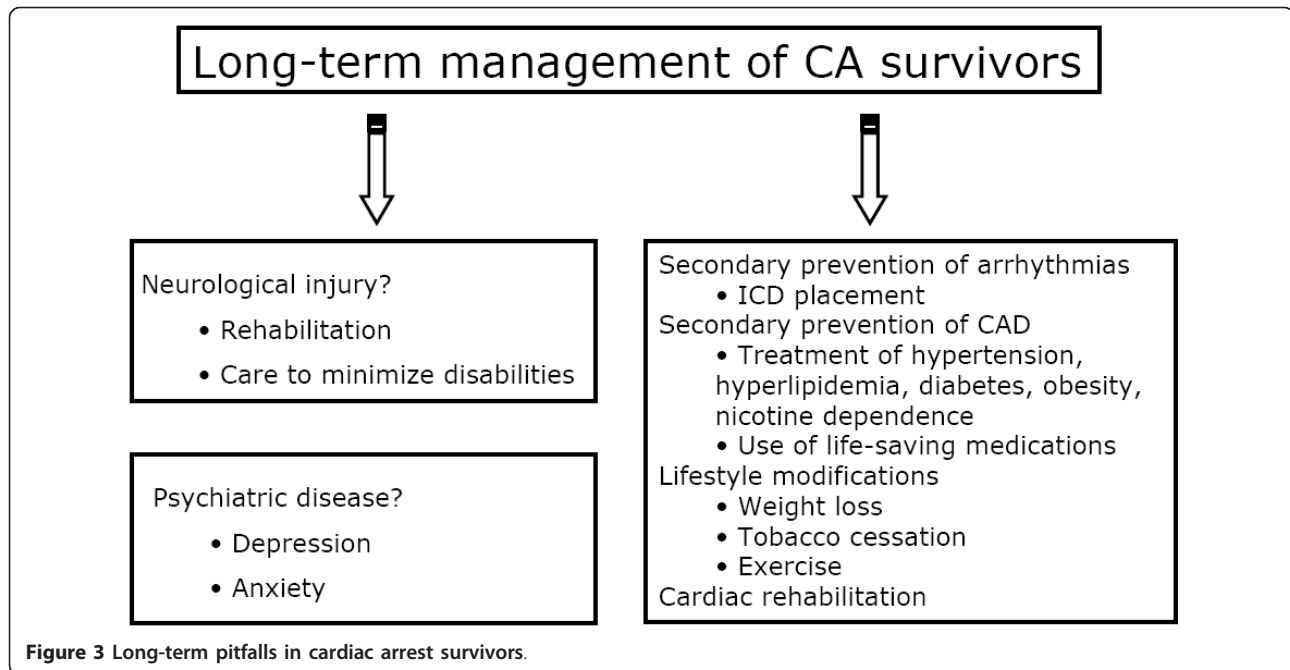 Long-term management of CA survivors
Neurological injury?
• Rehabilitation
• Care to minimize disabilities
Psychiatric disease?
• Depression
• Anxiety
Secondary prevention of arrhythmias
• ICD placement
Secondary prevention of CAD
• Treatment of hypertension,
hyperlipidemia, diabetes, obesity,
nicotine dependence
• Use of life-saving medications
Lifestyle modifications
• Weight loss
• Tobacco cessation
• Exercise
Cardiac rehabilitation
Figure 3 Long-term pitfalls in cardiac arrest survivors.